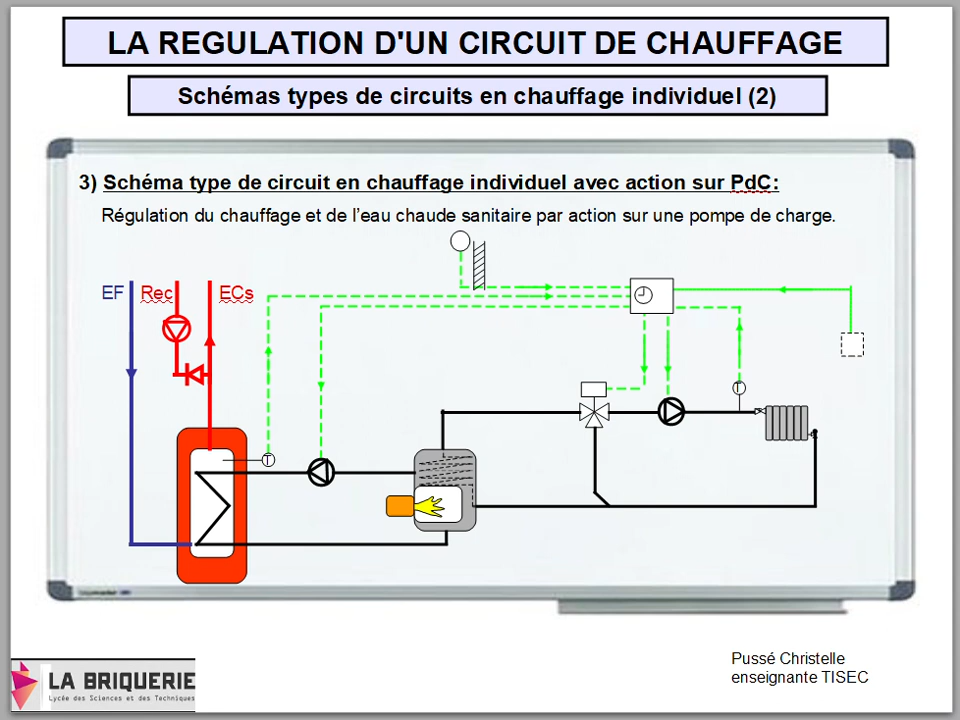 LA REGULATION D'UN CIRCUIT DE CHAUFFAGE
Schémas types de circuits en chauffage individuel (2)
3) Schéma type de circuit en chauffage individuel avec action sur PdC:
Régulation du chauffage et de l’eau chaude sanitaire par action sur une pompe de charge.
EF Rec ECs
T
T
LA BRIQUERIE
Lycée des Sciences et des Techniques
Pussé Christelle
enseignante TISEC